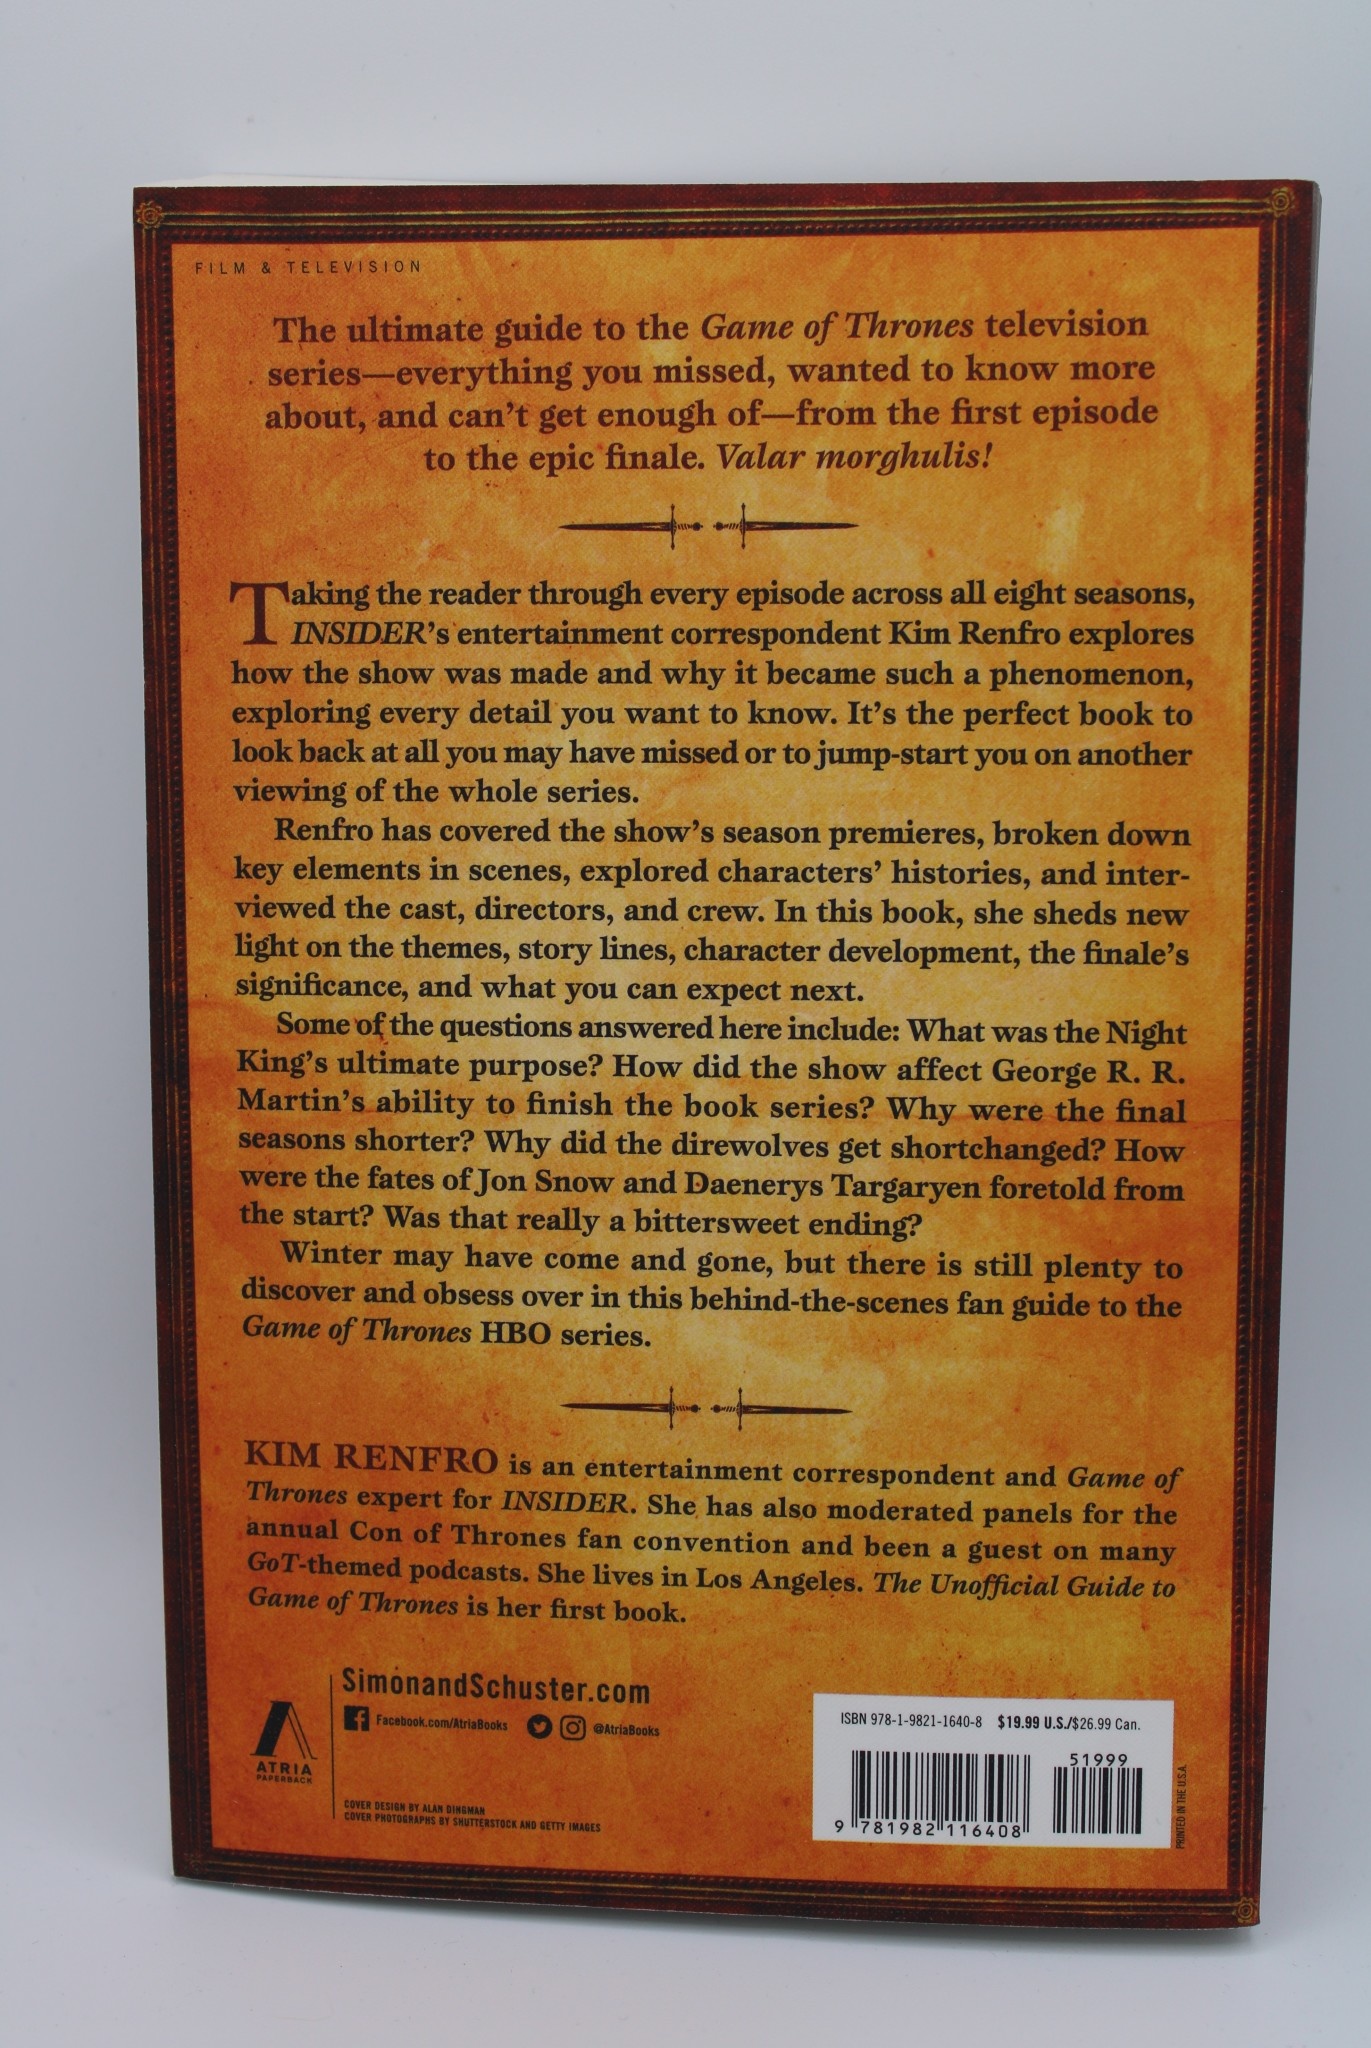 FILM & TELEVISION
The ultimate guide to the Game of Thrones television
series—everything you missed, wanted to know more
about, and can't get enough of—from the first episode
to the epic finale. Valar morghulis!
Taking the reader through every episode across all eight seasons,
INSIDER's entertainment correspondent Kim Renfro explores
how the show was made and why it became such a phenomenon,
exploring every detail you want to know. It's the perfect book to
look back at all you may have missed or to jump-start you on another
viewing of the whole series.
Renfro has covered the show's season premieres, broken down
key elements in scenes, explored characters' histories, and inter-
viewed the cast, directors, and crew. In this book, she sheds new
light on the themes, story lines, character development, the finale's
significance, and what you can expect next.
Some of the questions answered here include: What was the Night
King's ultimate purpose? How did the show affect George R. R.
Martin's ability to finish the book series? Why were the final
seasons shorter? Why did the direwolves get shortchanged? How
were the fates of Jon Snow and Daenerys Targaryen foretold from
the start? Was that really a bittersweet ending?
Winter may have come and gone, but there is still plenty to
discover and obsess over in this behind-the-scenes fan guide to the
Game of Thrones HBO series.
KIM RENFRO is an entertainment correspondent and Game of
Thrones expert for INSIDER. She has also moderated panels for the
annual Con of Thrones fan convention and been a guest on many
GoT-themed podcasts. She lives in Los Angeles. The Unofficial Guide to
Game of Thrones is her first book.
SimonandSchuster.com
Facebook.com/AtriaBooks @AtriaBooks
ATRIA
PAPERBACK
COVER DESIGN BY ALAN DINGMAN
COVER PHOTOGRAPHS BY SHUTTERSTOCK AND GETTY IMAGES
ISBN 978-1-9821-1640-8 $19.99 U.S./$26.99 Can.
51999
9 781982 116408
PRINTED IN THE U.S.A.